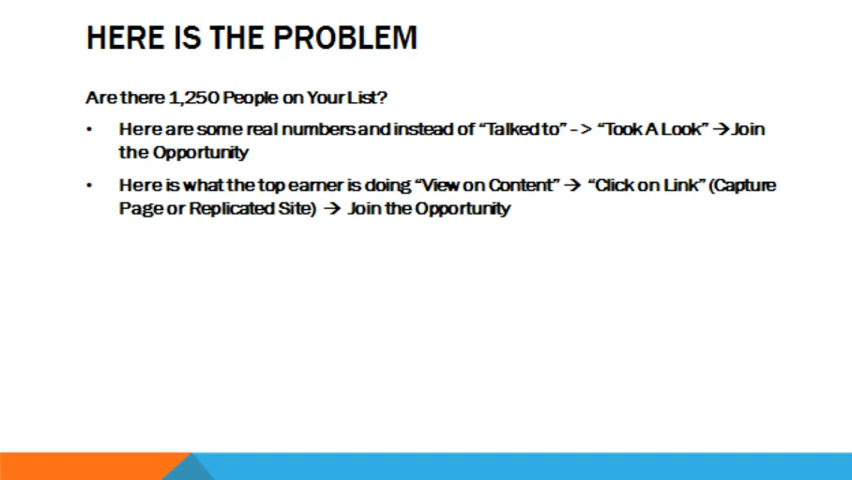 HERE IS THE PROBLEM
Are there 1,250 People on Your List?
• Here are some real numbers and instead of “Talked to” - > “Took A Look” →Join
the Opportunity
• Here is what the top earner is doing “View on Content” → “Click on Link” (Capture
Page or Replicated Site) → Join the Opportunity